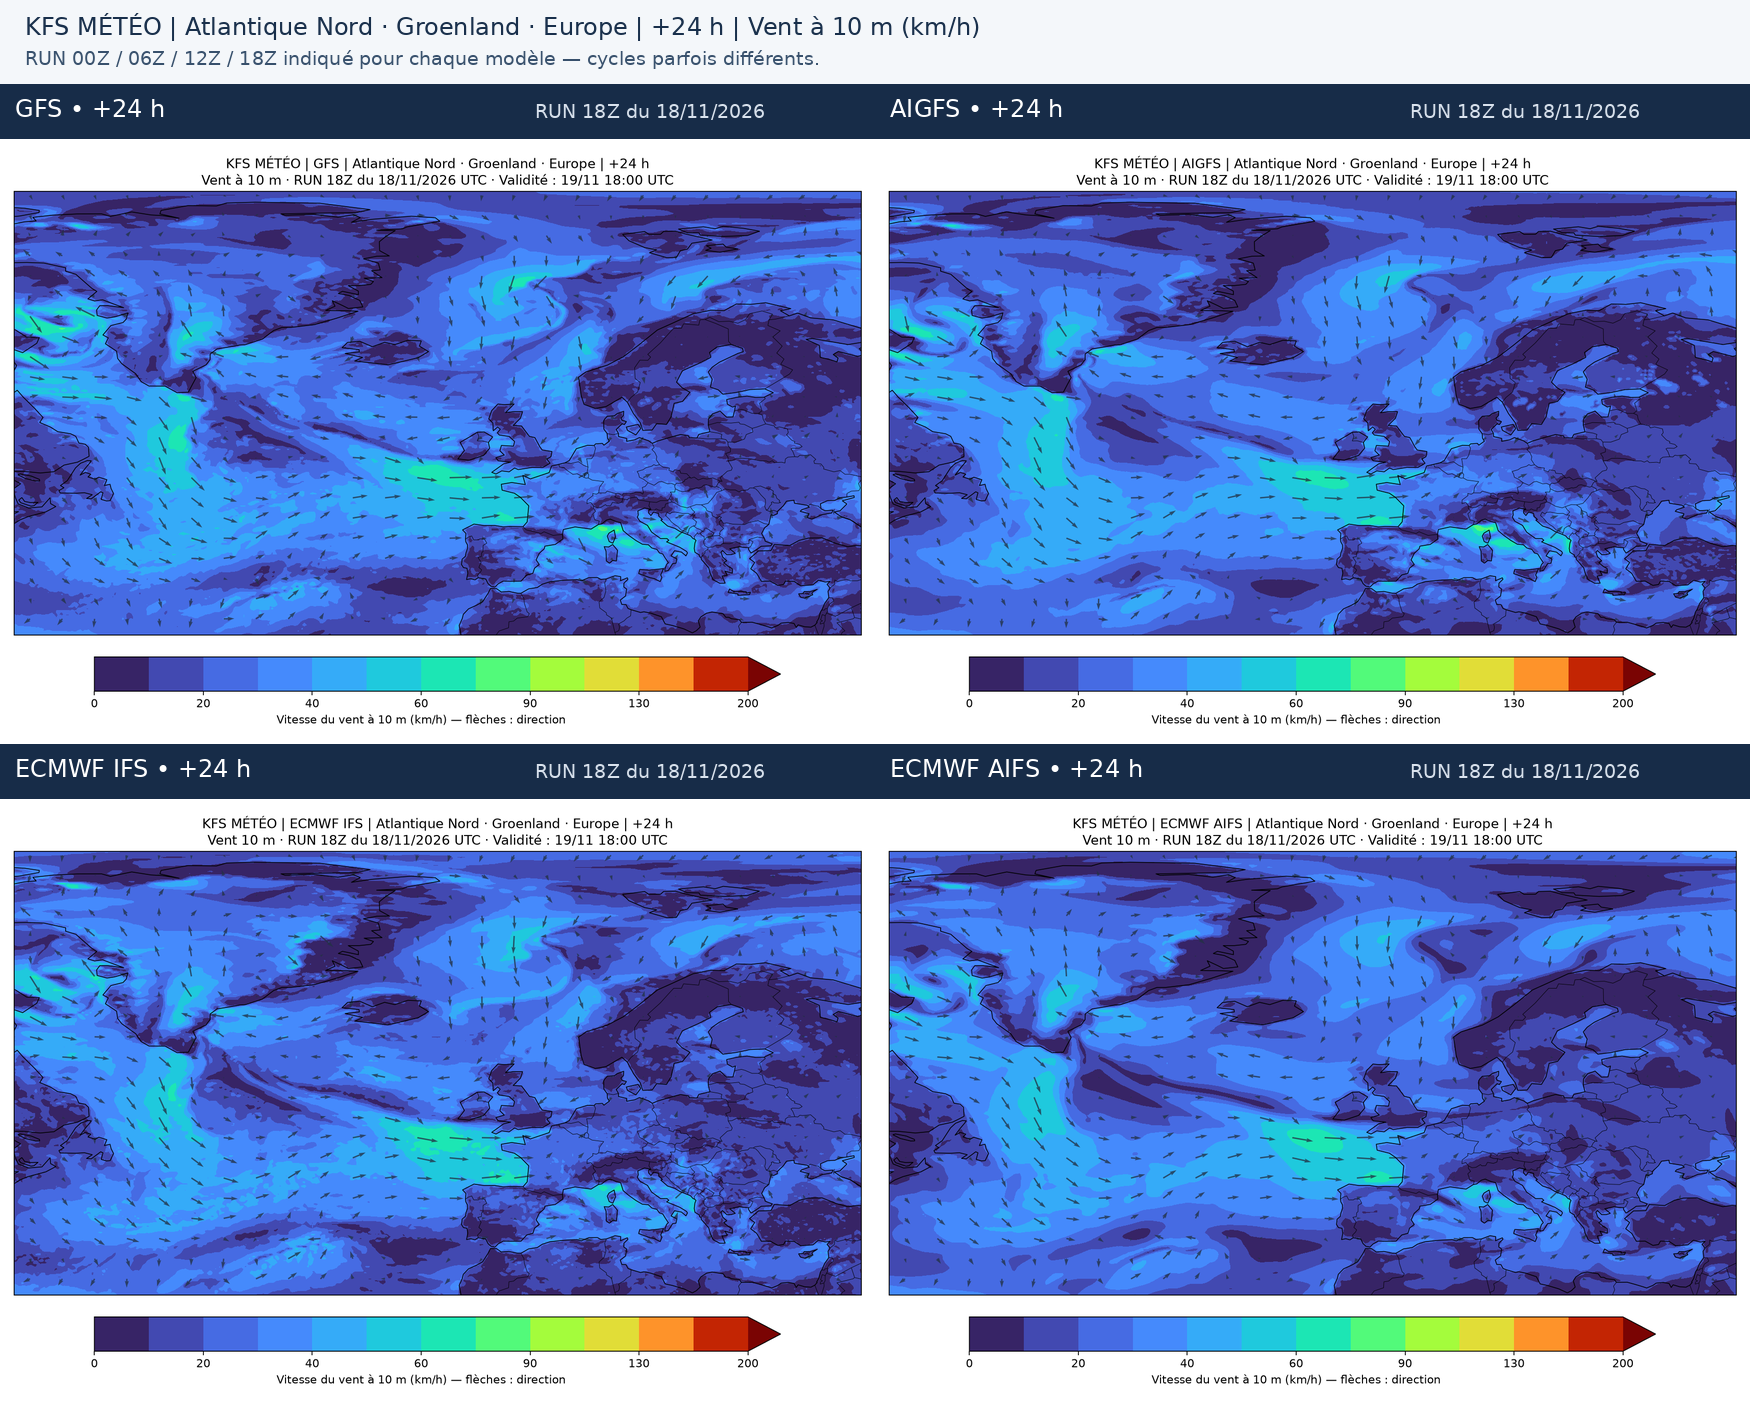 KFS MÉTÉO | Atlantique Nord · Groenland · Europe | +24 h | Vent à 10 m (km/h)
RUN 00Z / 06Z / 12Z / 18Z indiqué pour chaque modèle — cycles parfois différents.
GFS • +24 h
RUN 18Z du 18/11/2026
KFS MÉTÉO | GFS | Atlantique Nord · Groenland · Europe | +24 h
Vent à 10 m · RUN 18Z du 18/11/2026 UTC · Validité : 19/11 18:00 UTC
0 20 40 60 90 130 200
Vitesse du vent à 10 m (km/h) — flèches : direction
AIGFS • +24 h
RUN 18Z du 18/11/2026
KFS MÉTÉO | AIGFS | Atlantique Nord · Groenland · Europe | +24 h
Vent à 10 m · RUN 18Z du 18/11/2026 UTC · Validité : 19/11 18:00 UTC
0 20 40 60 90 130 200
Vitesse du vent à 10 m (km/h) — flèches : direction
ECMWF IFS • +24 h
RUN 18Z du 18/11/2026
KFS MÉTÉO | ECMWF IFS | Atlantique Nord · Groenland · Europe | +24 h
Vent 10 m · RUN 18Z du 18/11/2026 UTC · Validité : 19/11 18:00 UTC
0 20 40 60 90 130 200
Vitesse du vent à 10 m (km/h) — flèches : direction
ECMWF AIFS • +24 h
RUN 18Z du 18/11/2026
KFS MÉTÉO | ECMWF AIFS | Atlantique Nord · Groenland · Europe | +24 h
Vent 10 m · RUN 18Z du 18/11/2026 UTC · Validité : 19/11 18:00 UTC
0 20 40 60 90 130 200
Vitesse du vent à 10 m (km/h) — flèches : direction